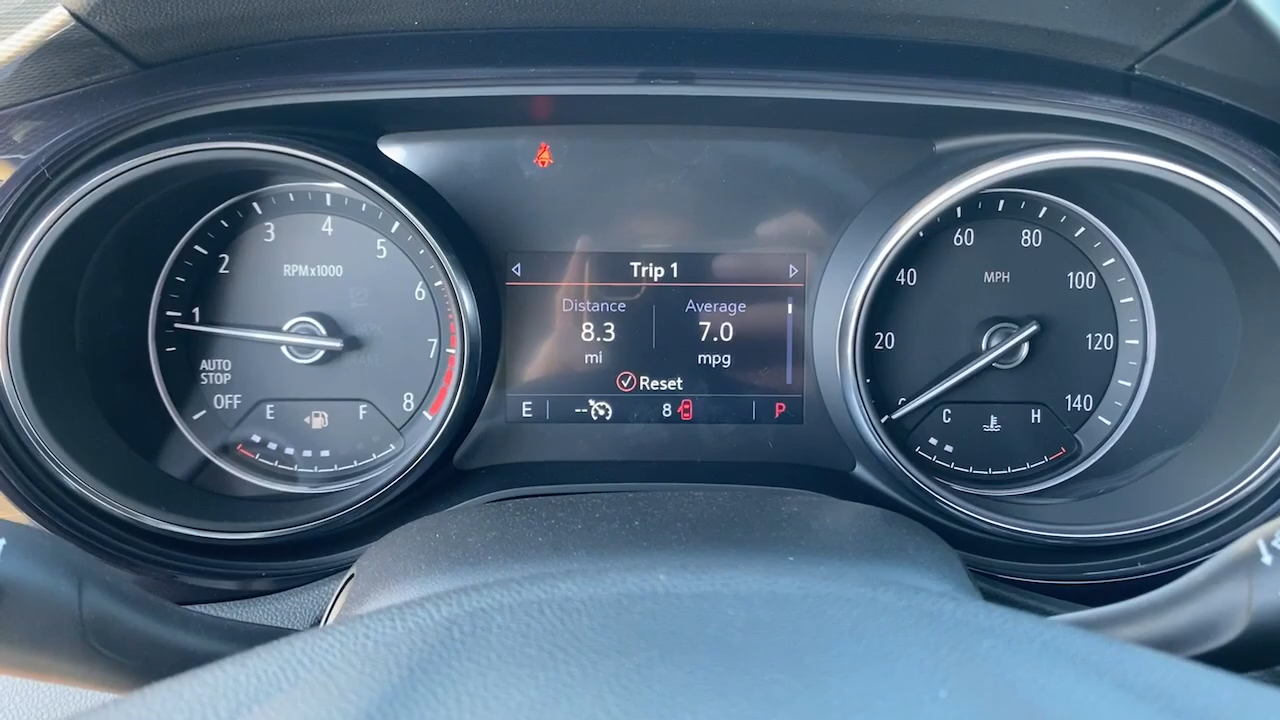 1
2
3
4
5
6
7
8
RPMx1000
AUTO
STOP
OFF
E
F
Trip 1
Distance
8.3
mi
Average
7.0
mpg
Reset
E
--
8
P
20
40
60
80
100
120
140
MPH
C
H